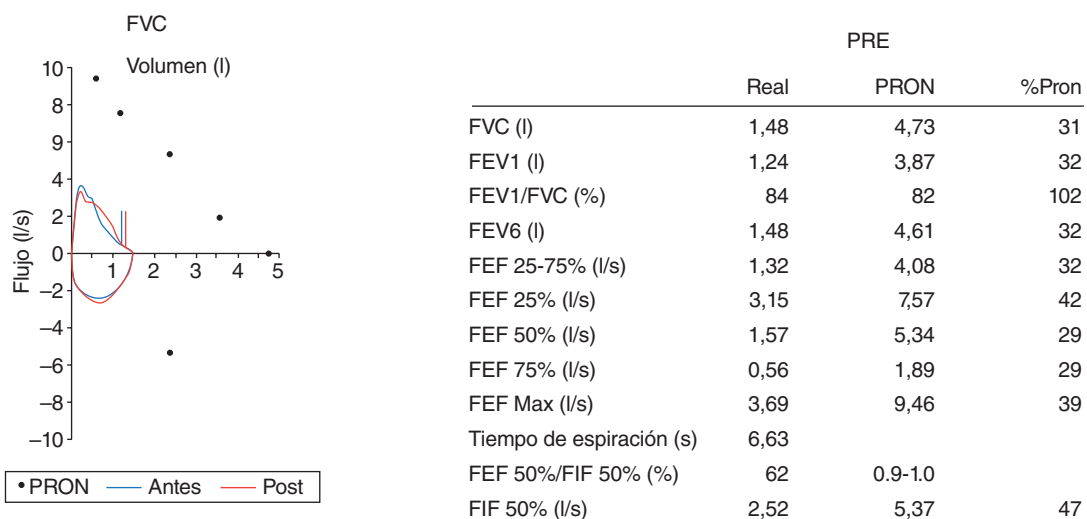 FVC
Volumen (l)
Flujo (l/s)
10
8
9
4
2
0
−2
−4
−6
−8
−10
1 2 3 4 5
•PRON Antes Post
PRE
Real PRON %Pron
FVC (l) 1,48 4,73 31
FEV1 (l) 1,24 3,87 32
FEV1/FVC (%) 84 82 102
FEV6 (l) 1,48 4,61 32
FEF 25-75% (l/s) 1,32 4,08 32
FEF 25% (l/s) 3,15 7,57 42
FEF 50% (l/s) 1,57 5,34 29
FEF 75% (l/s) 0,56 1,89 29
FEF Max (l/s) 3,69 9,46 39
Tiempo de espiración (s) 6,63
FEF 50%/FIF 50% (%) 62 0.9-1.0
FIF 50% (l/s) 2,52 5,37 47